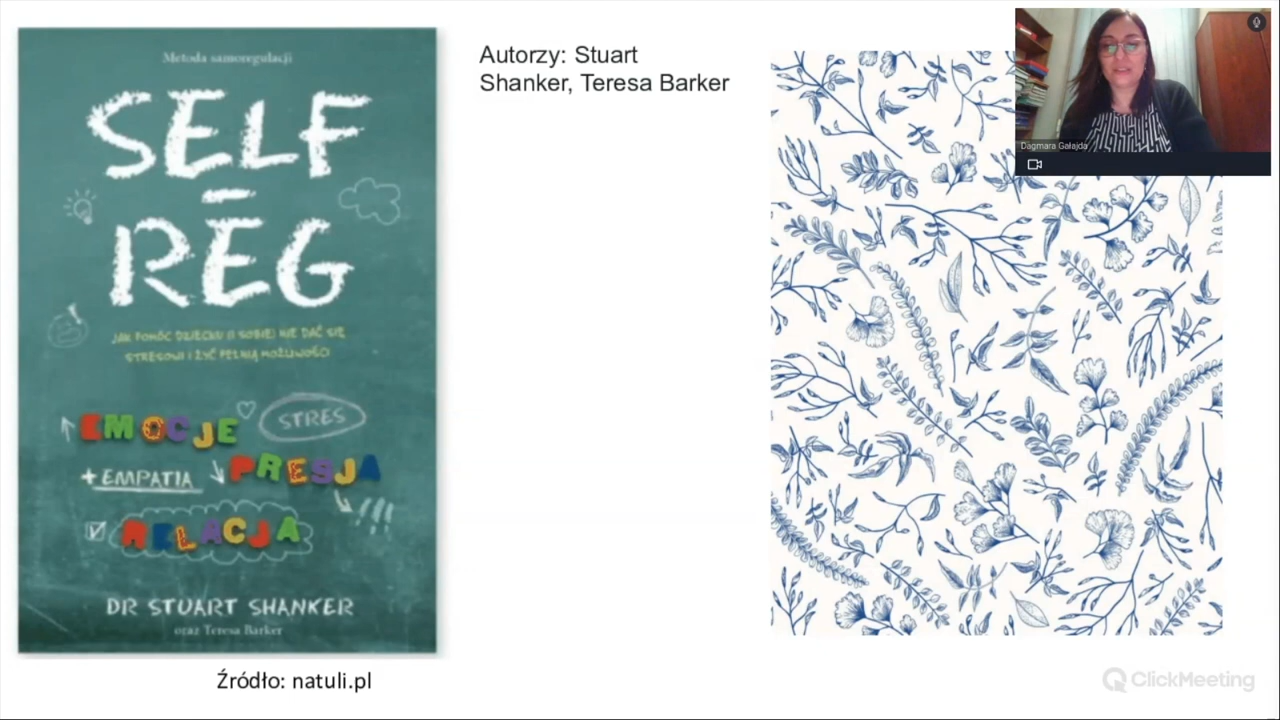 Metoda samoregulacji
SELF
–
REG
JAK POMÓC DZIECKU (I SOBIE) NIE DAĆ SIĘ
STRESOWI I ŻYĆ PEŁNIĄ MOŻLIWOŚCI
EMOCJE
STRES
+ EMPATIA
PRESJA
!!!
RELACJA
DR STUART SHANKER
oraz Teresa Barker
Źródło: natuli.pl
Autorzy: Stuart
Shanker, Teresa Barker
Dagmara Gałajda
ClickMeeting